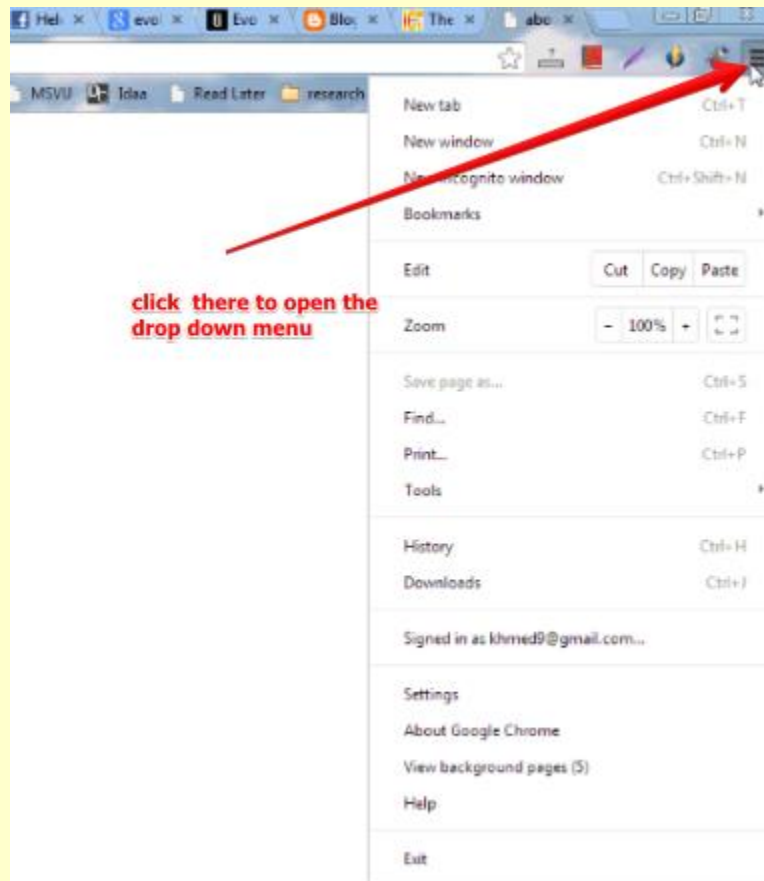 Hel evo Evo Blog The abo
MSVU Idaa Read Later research
New tab Ctrl+T
New window Ctrl+N
New incognito window Ctrl+Shift+N
Bookmarks
Edit Cut Copy Paste
click there to open the
drop down menu
Zoom - 100% +
Save page as... Ctrl+S
Find... Ctrl+F
Print... Ctrl+P
Tools
History Ctrl+H
Downloads Ctrl+J
Signed in as khmed9@gmail.com...
Settings
About Google Chrome
View background pages (5)
Help
Exit